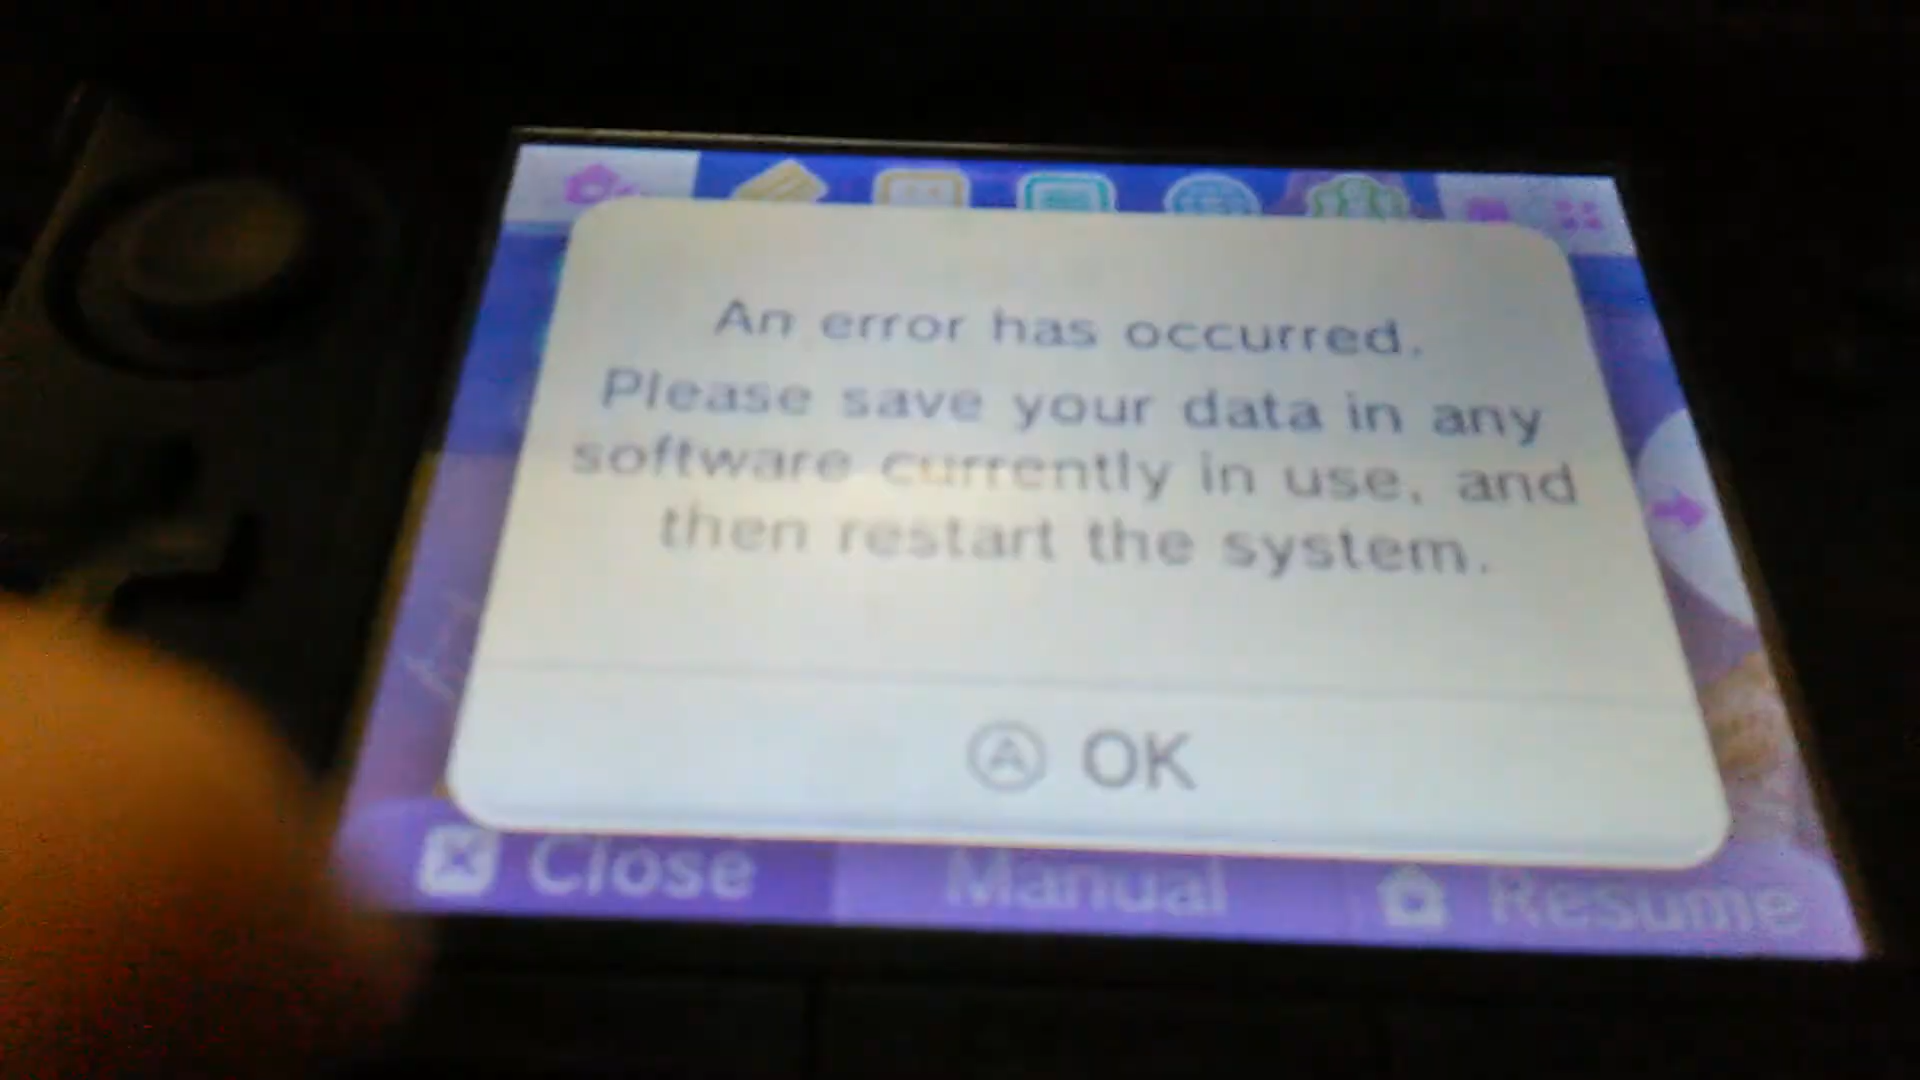 An error has occurred.
Please save your data in any
software currently in use, and
then restart the system.
Ⓐ OK
Close
Manual
Resume